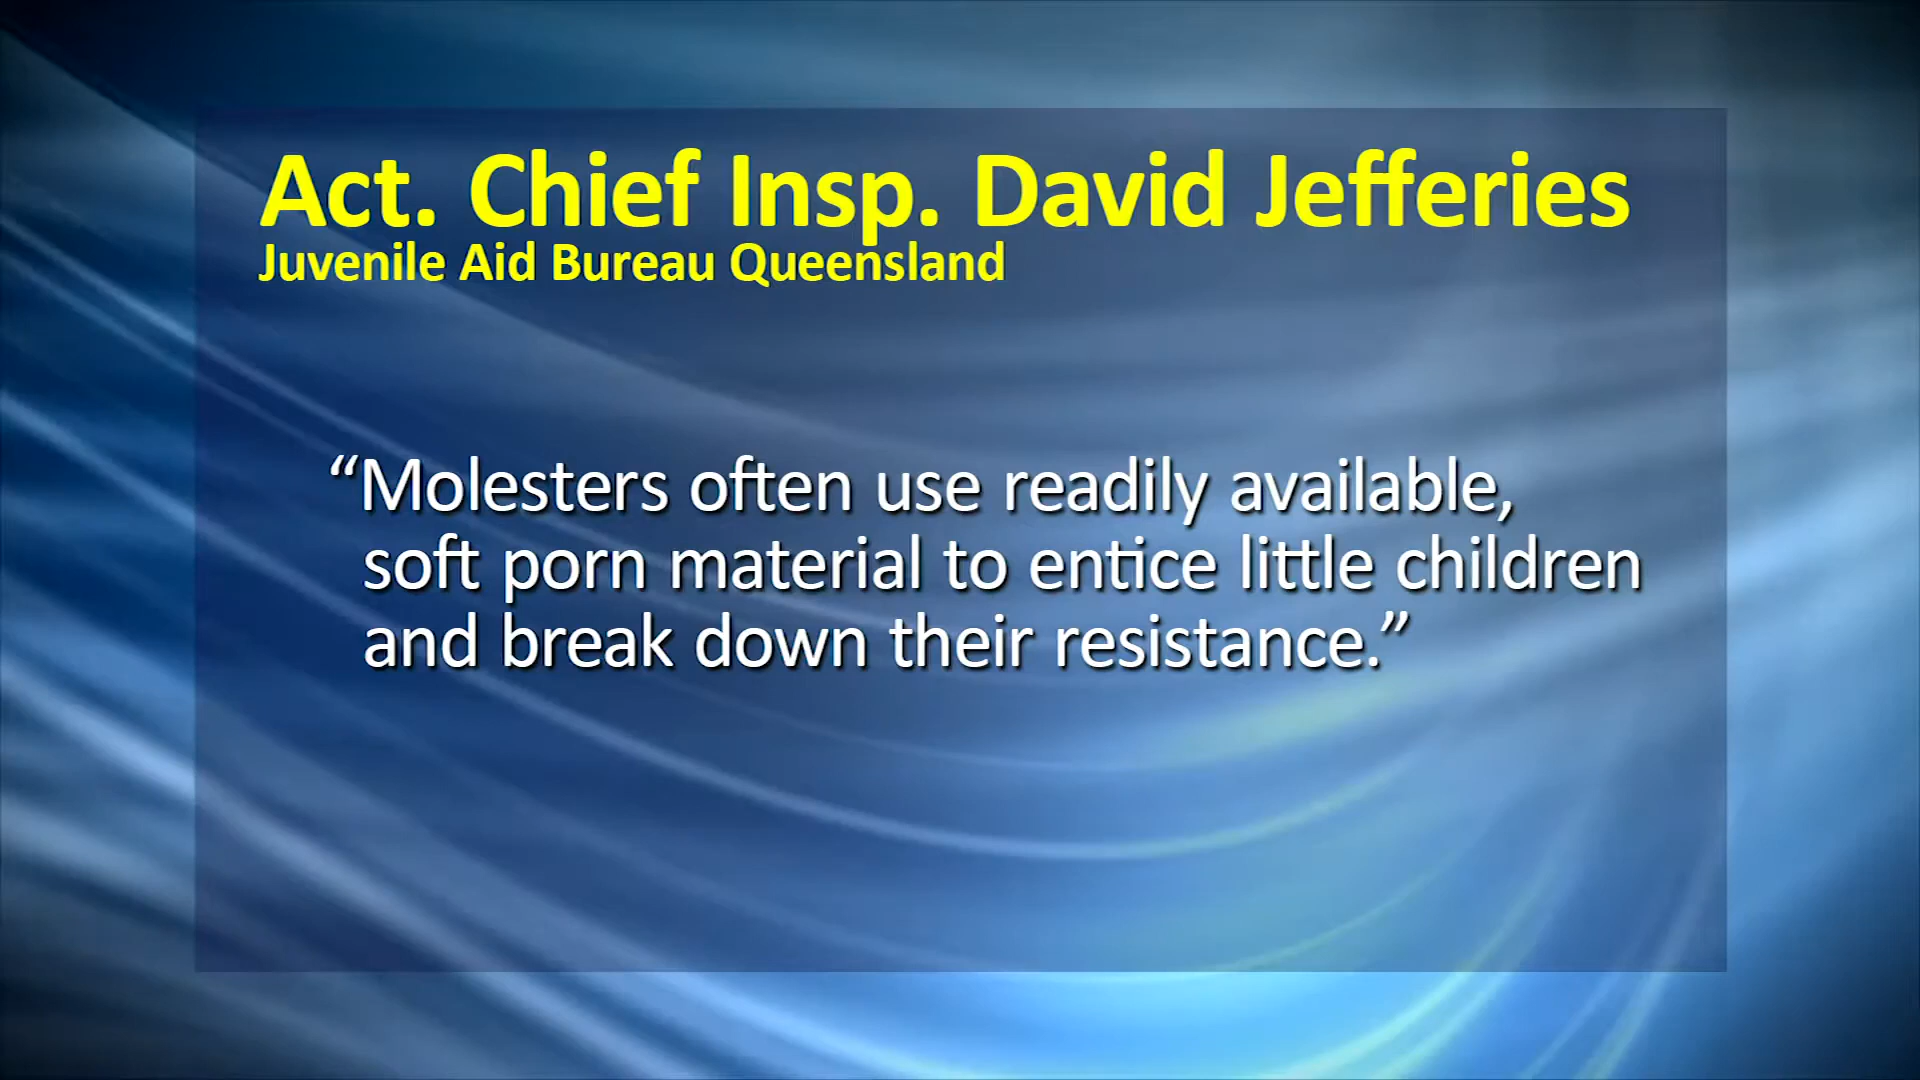 Act. Chief Insp. David Jefferies
Juvenile Aid Bureau Queensland
“Molesters often use readily available,
soft porn material to entice little children
and break down their resistance.”